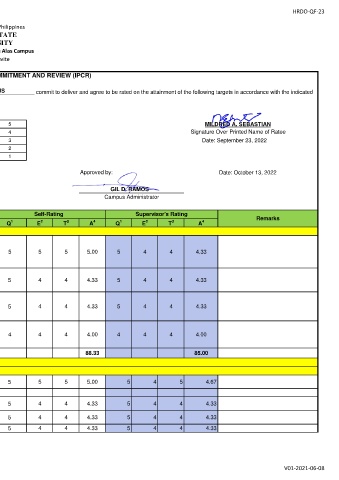 HRDO-QF-23
Philippines
TATE
SITY
Alas Campus
vite
MMITMENT AND REVIEW (IPCR)
commit to deliver and agree to be rated on the attainment of the following targets in accordance with the indicated
5
4
3
2
1
MILDRED A. SEBASTIAN
Signature Over Printed Name of Ratee
Date: September 23, 2022
Approved by:
Date: October 13, 2022
GIL D. RAMOS
Campus Administrator
Self-Rating Supervisor's Rating Remarks
Q¹ E² T³ A⁴ Q¹ E² T³ A⁴
5 5 5 5.00 5 4 4 4.33
5 4 4 4.33 5 4 4 4.33
5 4 4 4.33 5 4 4 4.33
4 4 4 4.00 4 4 4 4.00
88.33 85.00
5 5 5 5.00 5 4 5 4.67
5 4 4 4.33 5 4 4 4.33
5 4 4 4.33 5 4 4 4.33
5 4 4 4.33 5 4 4 4.33
V01-2021-06-08